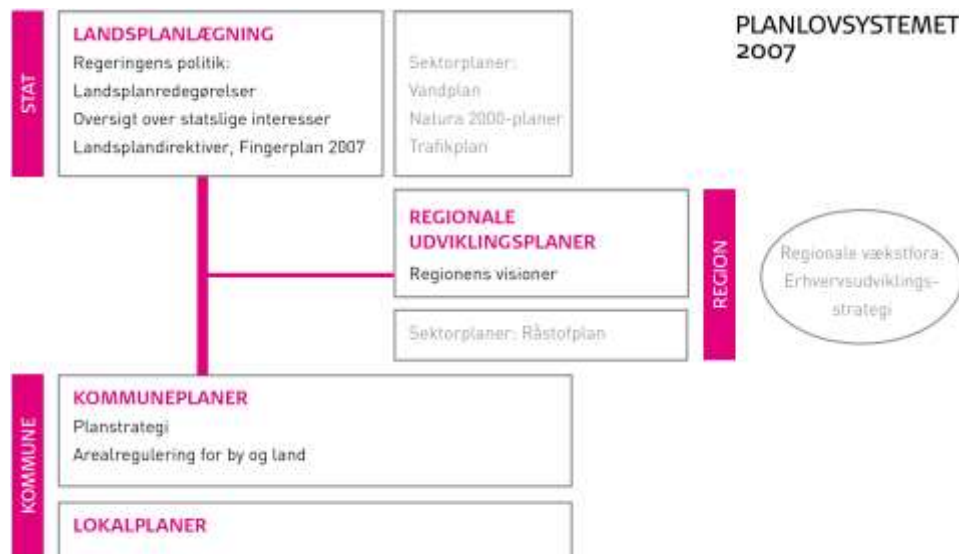 PLANLOVSYSTEMET
2007
STAT
LANDSPLANLÆGNING
Regeringens politik:
Landsplanredegørelser
Oversigt over statslige interesser
Landsplandirektiver, Fingerplan 2007
Sektorplaner:
Vandplan
Natura 2000-planer
Trafikplan
REGIONALE
UDVIKLINGSPLANER
Regionens visioner
Sektorplaner: Råstofplan
REGION
Regionale vækstfora:
Erhvervsudviklings-
strategi
KOMMUNE
KOMMUNEPLANER
Planstrategi
Arealregulering for by og land
LOKALPLANER